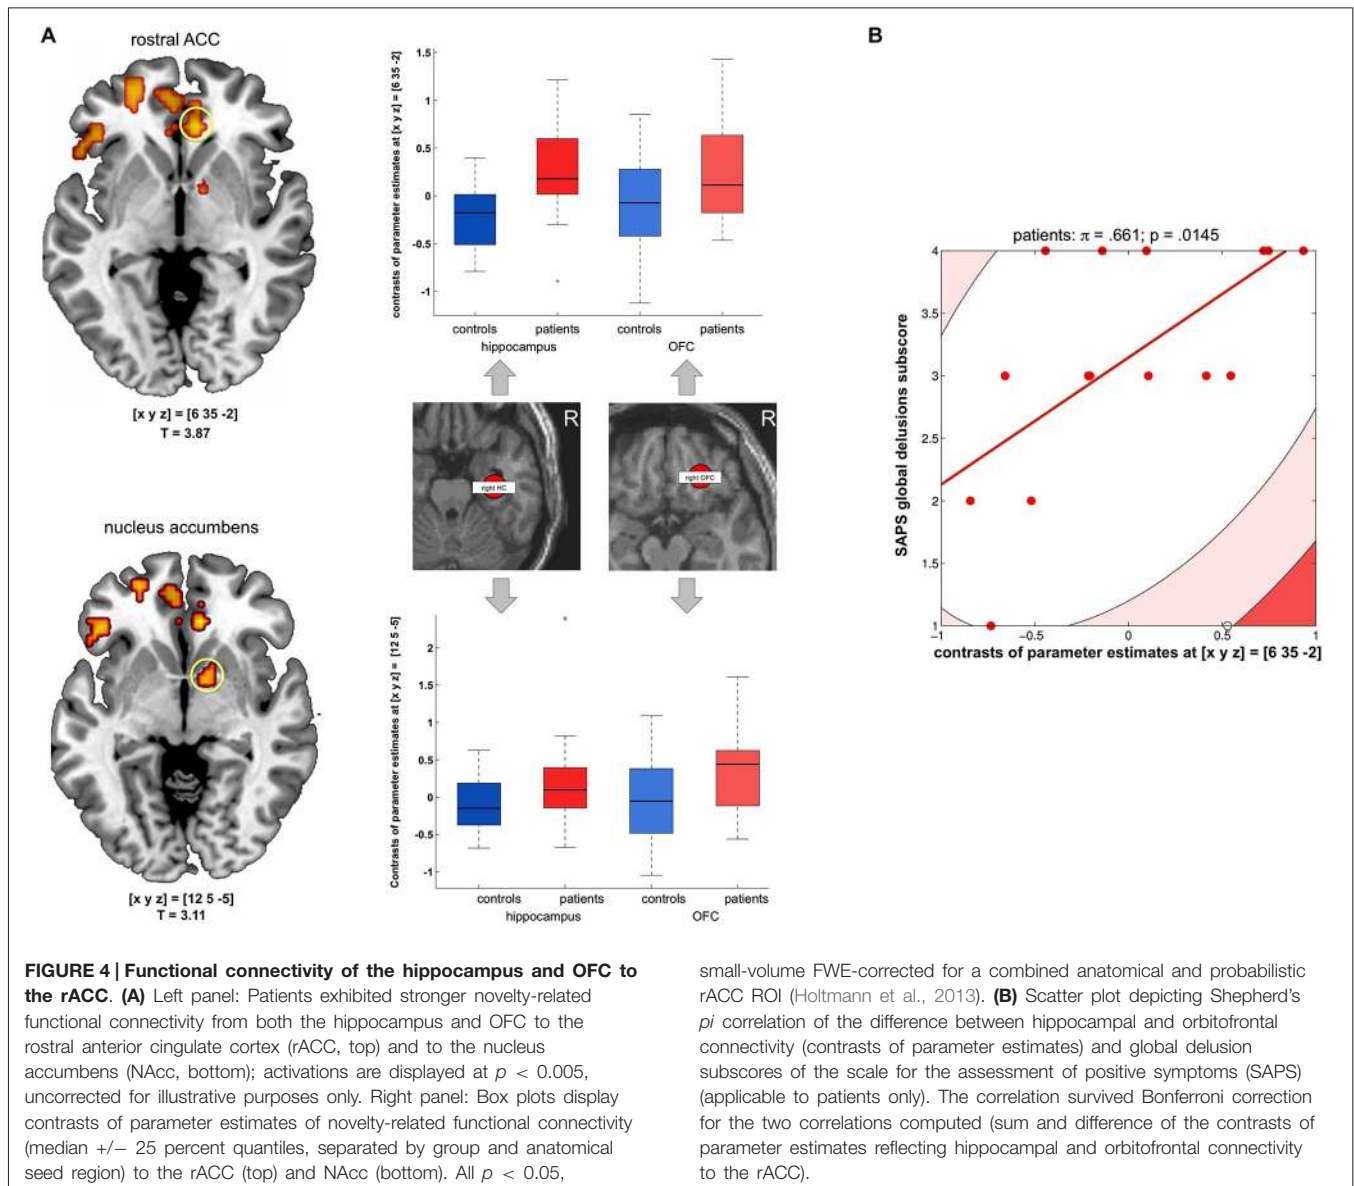 A
rostral ACC
[x y z] = [6 35 -2]
T = 3.87
nucleus accumbens
[x y z] = [12 5 -5]
T = 3.11
contrasts of parameter estimates at [x y z] = [6 35 -2]
1.5
1
0.5
0
-0.5
-1
controls
patients
controls
patients
hippocampus
OFC
R
right HC
R
right OFC
Contrasts of parameter estimates at [x y z] = [12 5 -5]
2
1.5
1
0.5
0
-0.5
-1
controls
patients
controls
patients
hippocampus
OFC
B
patients: π = .661; p = .0145
SAPS global delusions subscore
4
3.5
3
2.5
2
1.5
1
-1
-0.5
0
0.5
1
contrasts of parameter estimates at [x y z] = [6 35 -2]
FIGURE 4 | Functional connectivity of the hippocampus and OFC to
the rACC. (A) Left panel: Patients exhibited stronger novelty-related
functional connectivity from both the hippocampus and OFC to the
rostral anterior cingulate cortex (rACC, top) and to the nucleus
accumbens (NAcc, bottom); activations are displayed at p < 0.005,
uncorrected for illustrative purposes only. Right panel: Box plots display
contrasts of parameter estimates of novelty-related functional connectivity
(median +/− 25 percent quantiles, separated by group and anatomical
seed region) to the rACC (top) and NAcc (bottom). All p < 0.05,
small-volume FWE-corrected for a combined anatomical and probabilistic
rACC ROI (Holtmann et al., 2013). (B) Scatter plot depicting Shepherd's
pi correlation of the difference between hippocampal and orbitofrontal
connectivity (contrasts of parameter estimates) and global delusion
subscores of the scale for the assessment of positive symptoms (SAPS)
(applicable to patients only). The correlation survived Bonferroni correction
for the two correlations computed (sum and difference of the contrasts of
parameter estimates reflecting hippocampal and orbitofrontal connectivity
to the rACC).